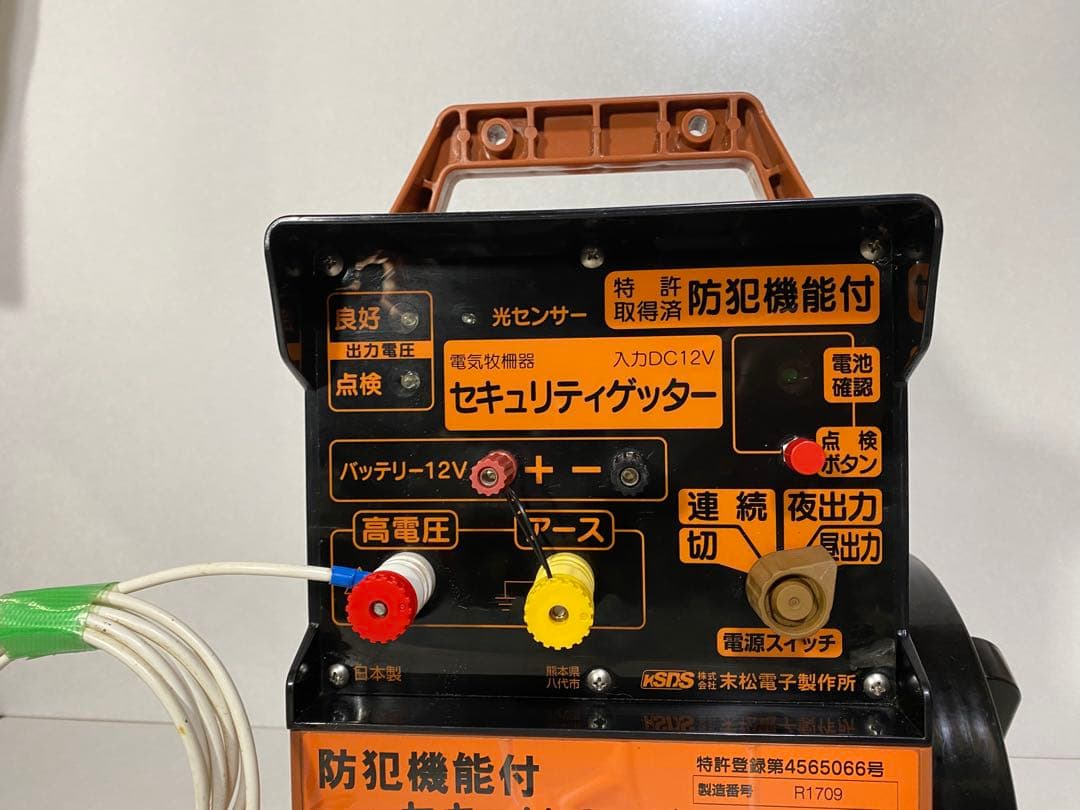 特許
取得済
防犯機能付
良好
出力電圧
点検
光センサー
電気牧柵器 入力DC12V
セキュリティゲッター
電池
確認
点検
ボタン
バッテリー12V + −
高電圧
アース
連続
夜出力
切
昼出力
電源スイッチ
日本製
熊本県
八代市
KSDS 株式会社 末松電子製作所
防犯機能付
特許登録第4565066号
製造番号 R1709